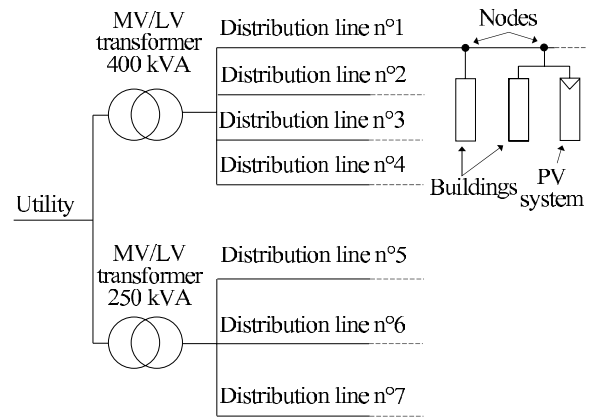 MV/LV
transformer
400 kVA
Distribution line n°1
Distribution line n°2
Distribution line n°3
Distribution line n°4
Nodes
Buildings
PV
system
Utility
MV/LV
transformer
250 kVA
Distribution line n°5
Distribution line n°6
Distribution line n°7